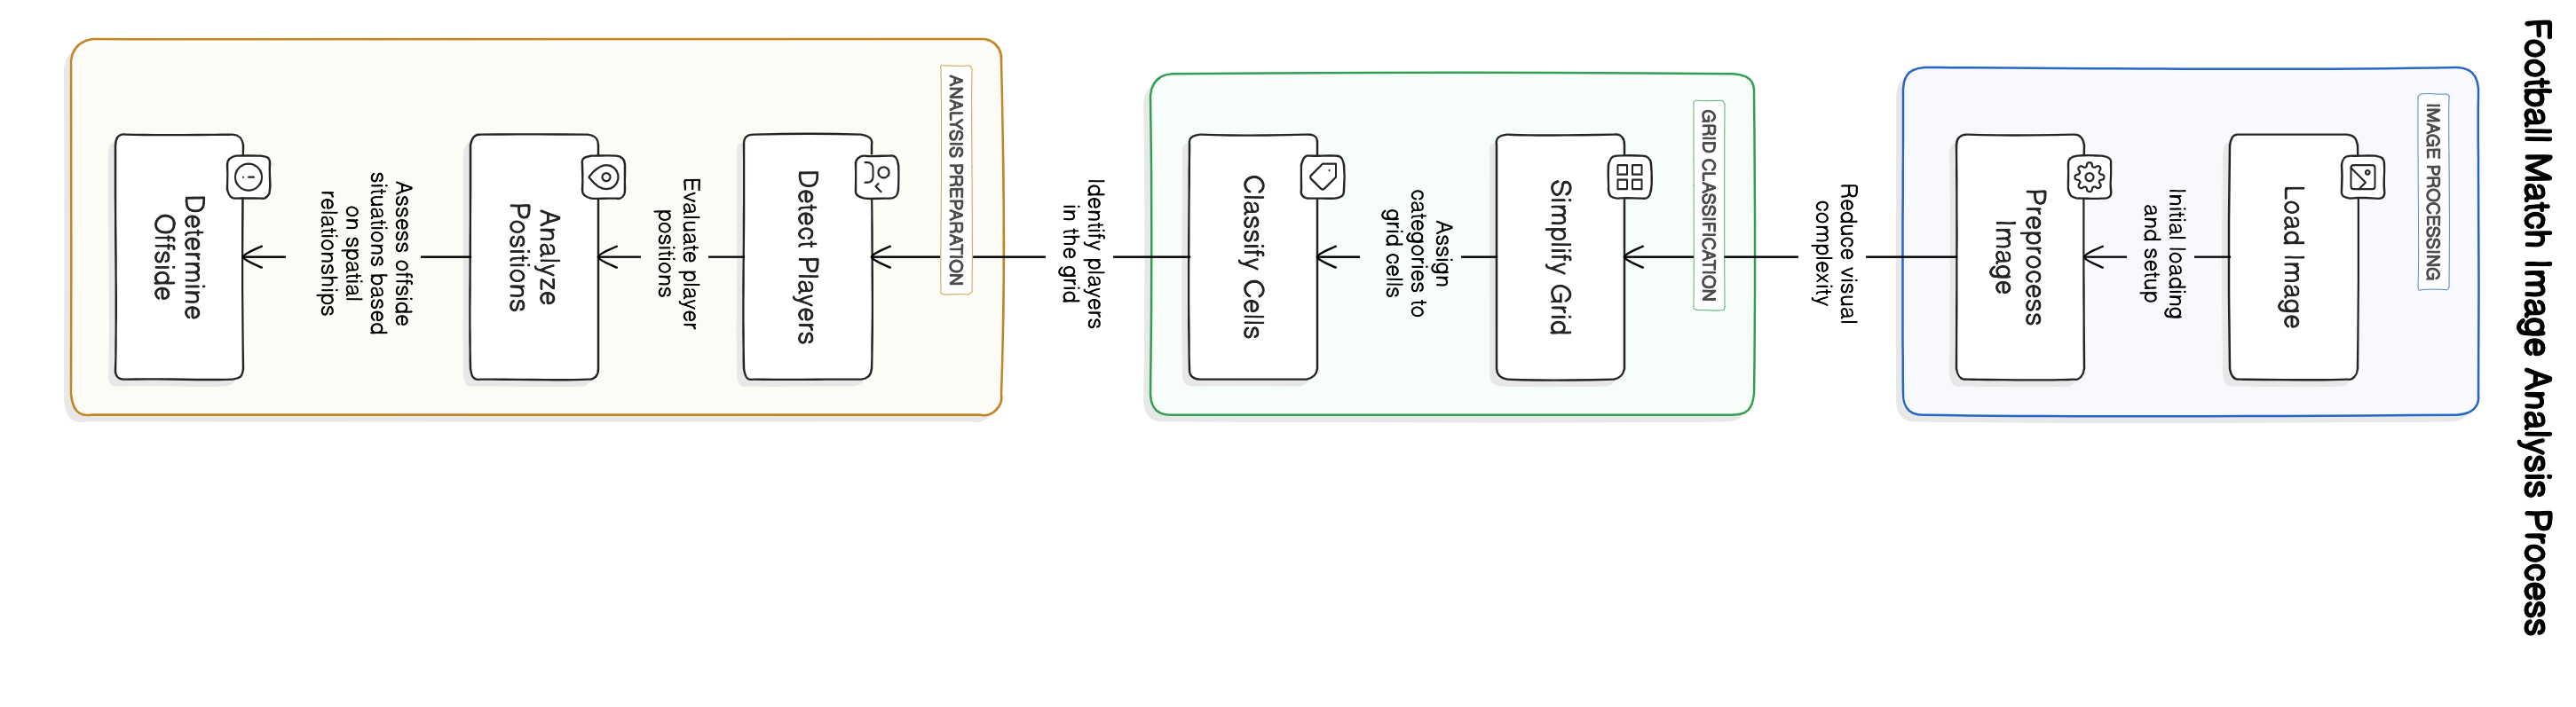 Football Match Image Analysis Process
IMAGE PROCESSING
Load Image
Initial loading
and setup
Preprocess
Image
Reduce visual
complexity
GRID CLASSIFICATION
Simplify Grid
Assign
categories to
grid cells
Classify Cells
Identify players
in the grid
ANALYSIS PREPARATION
Detect Players
Evaluate player
positions
Analyze
Positions
Assess offside
situations based
on spatial
relationships
Determine
Offside